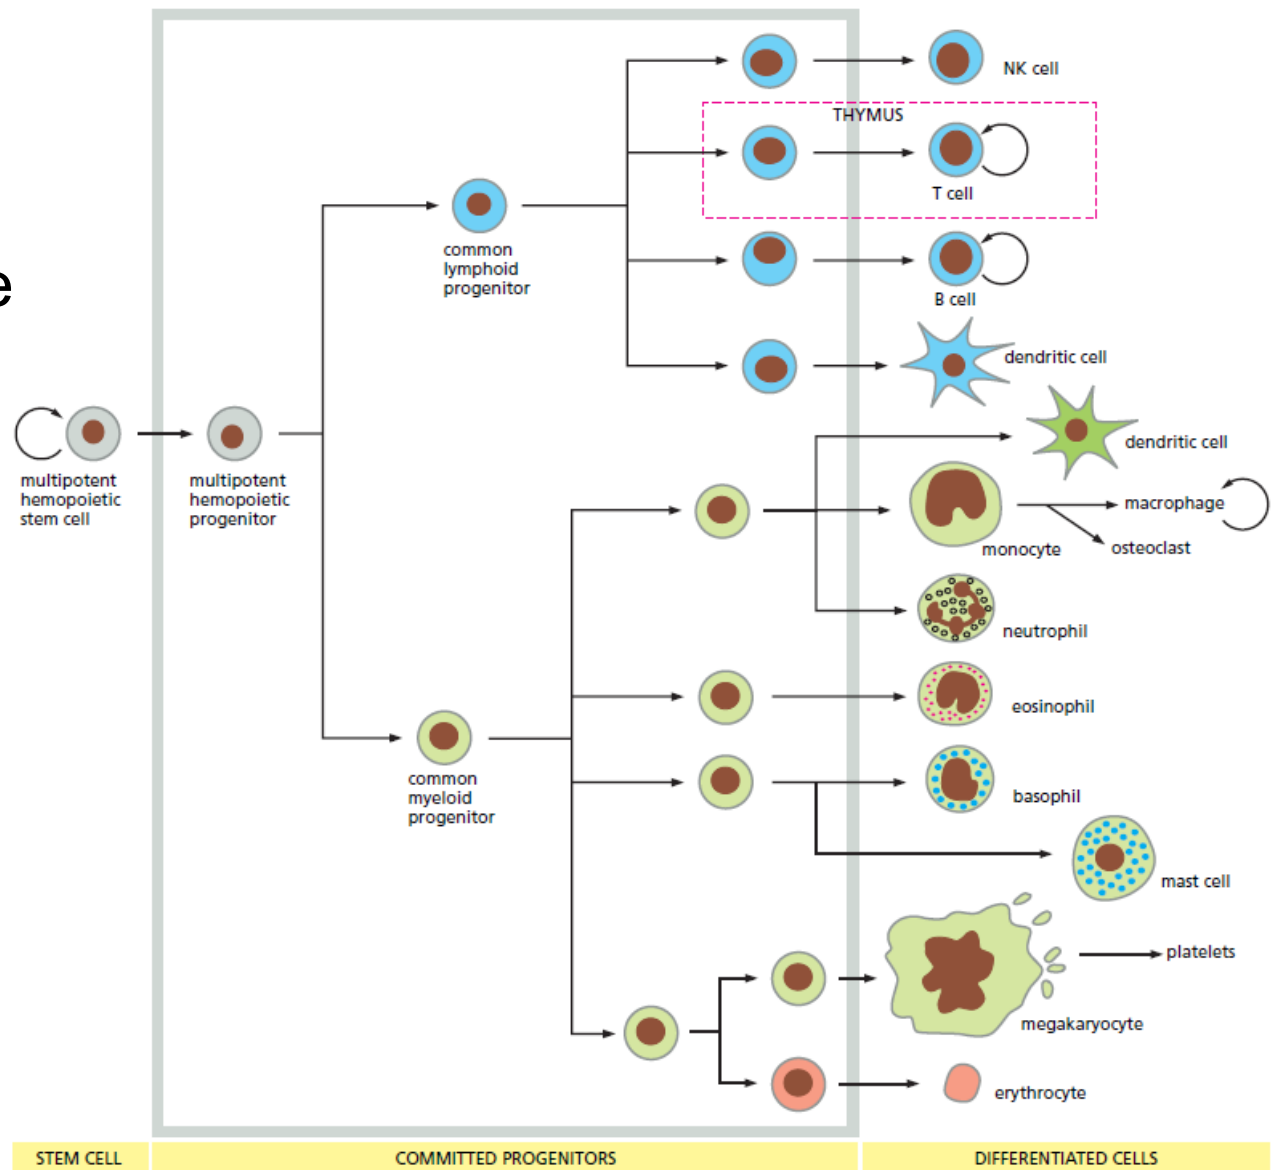 NK cell
THYMUS
T cell
common
lymphoid
progenitor
B cell
e
dendritic cell
dendritic cell
multipotent
hemopoietic
stem cell
multipotent
hemopoietic
progenitor
macrophage
monocyte
osteoclast
neutrophil
eosinophil
common
myeloid
progenitor
basophil
mast cell
platelets
megakaryocyte
erythrocyte
STEM CELL
COMMITTED PROGENITORS
DIFFERENTIATED CELLS